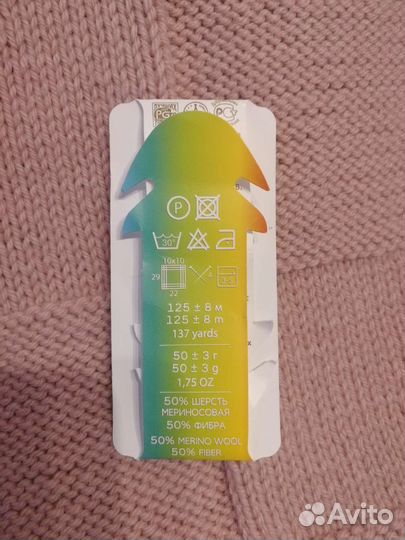 P
30°
10x10
29
22
125 ± 8 м
125 ± 8 m
137 yards
50 ± 3 г
50 ± 3 g
1,75 OZ
50% ШЕРСТЬ
МЕРИНОСОВАЯ
50% ФИБРА
50% MERINO WOOL
50% FIBER
Avito